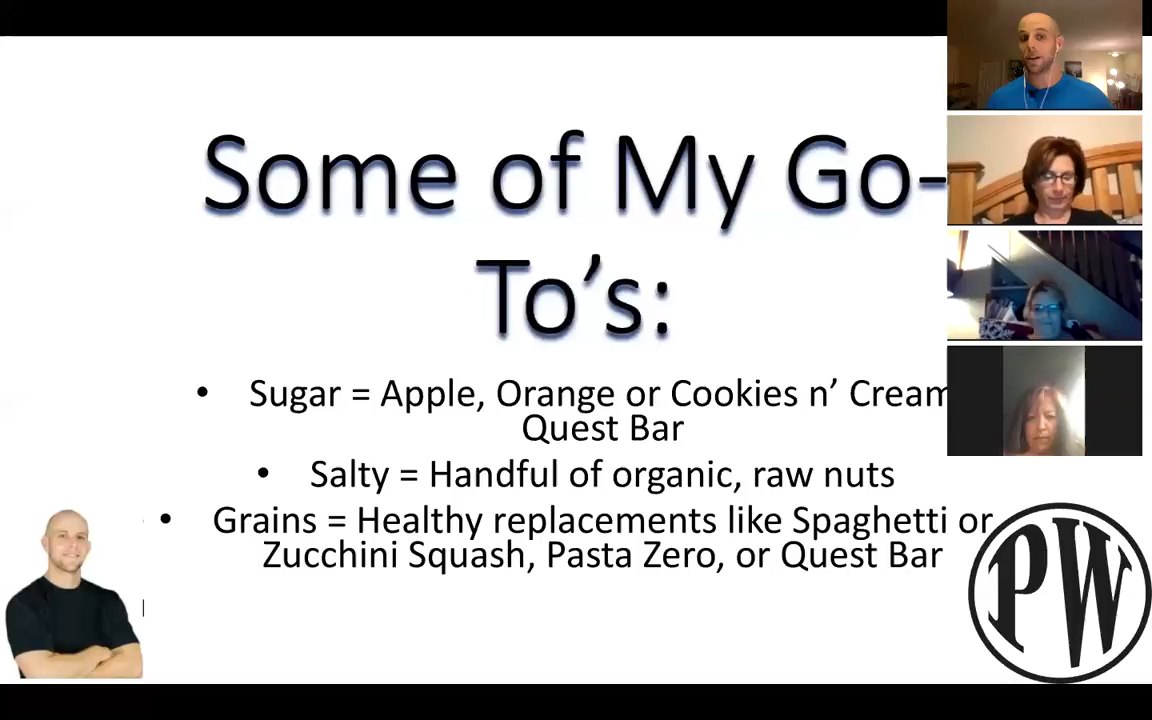 Some of My Go-
To’s:
• Sugar = Apple, Orange or Cookies n’ Cream
Quest Bar
• Salty = Handful of organic, raw nuts
• Grains = Healthy replacements like Spaghetti or
Zucchini Squash, Pasta Zero, or Quest Bar
PW